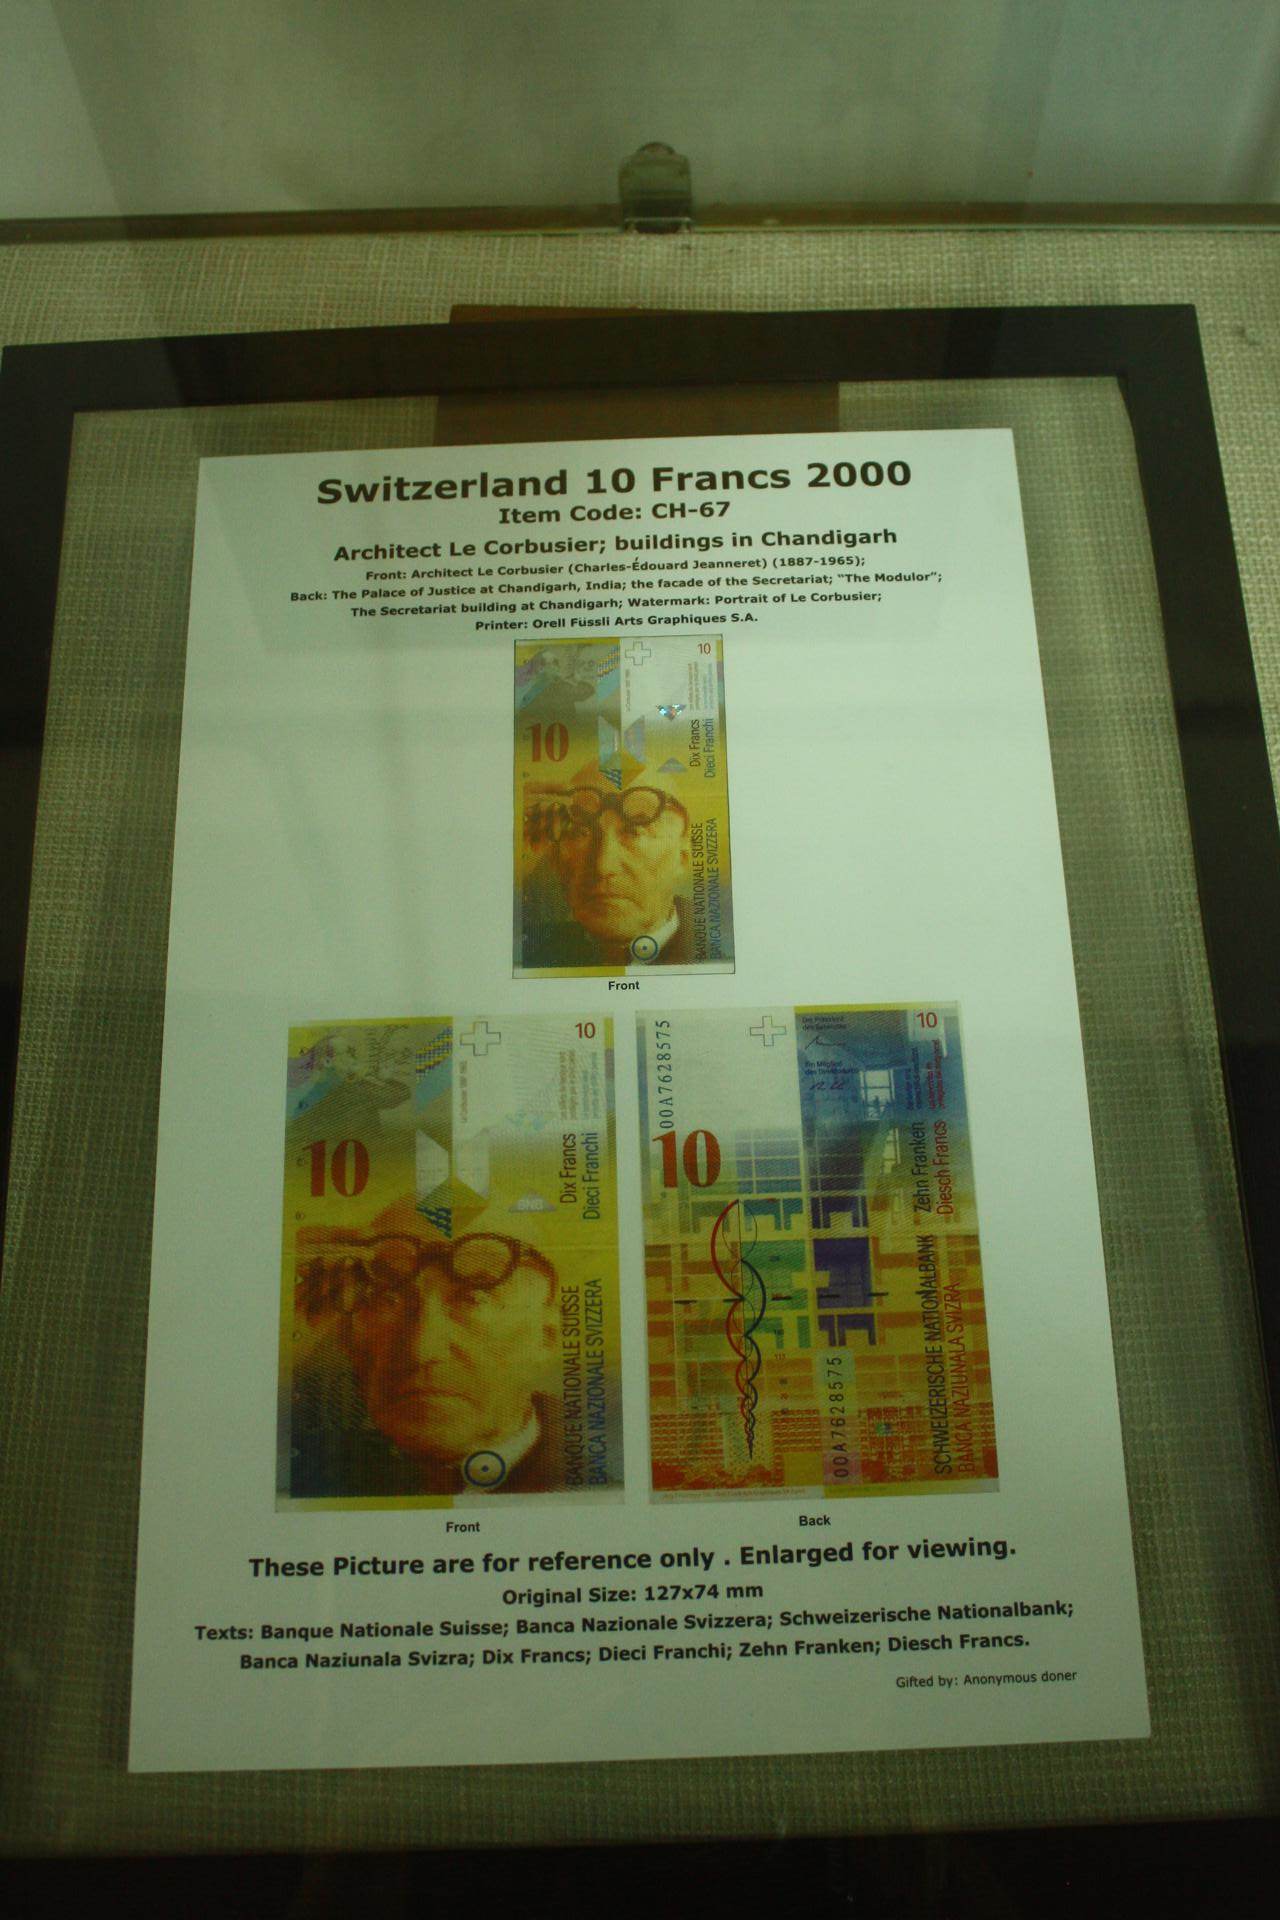 Switzerland 10 Francs 2000
Item Code: CH-67
Architect Le Corbusier; buildings in Chandigarh
Front: Architect Le Corbusier (Charles-Édouard Jeanneret) (1887-1965);
Back: The Palace of Justice at Chandigarh, India; the facade of the Secretariat; “The Modulor”;
The Secretariat building at Chandigarh; Watermark: Portrait of Le Corbusier;
Printer: Orell Füssli Arts Graphiques S.A.
10
10
Dix Francs
Dieci Franchi
BANQUE NATIONALE SUISSE
BANCA NAZIONALE SVIZZERA
Front
10
10
Dix Francs
Dieci Franchi
SNB
BANQUE NATIONALE SUISSE
BANCA NAZIONALE SVIZZERA
Front
00A7628575
10
10
Zehn Franken
Diesch Francs
SCHWEIZERISCHE NATIONALBANK
BANCA NAZIUNALA SVIZRA
00A7628575
Back
These Picture are for reference only . Enlarged for viewing.
Original Size: 127x74 mm
Texts: Banque Nationale Suisse; Banca Nazionale Svizzera; Schweizerische Nationalbank;
Banca Naziunala Svizra; Dix Francs; Dieci Franchi; Zehn Franken; Diesch Francs.
Gifted by: Anonymous doner